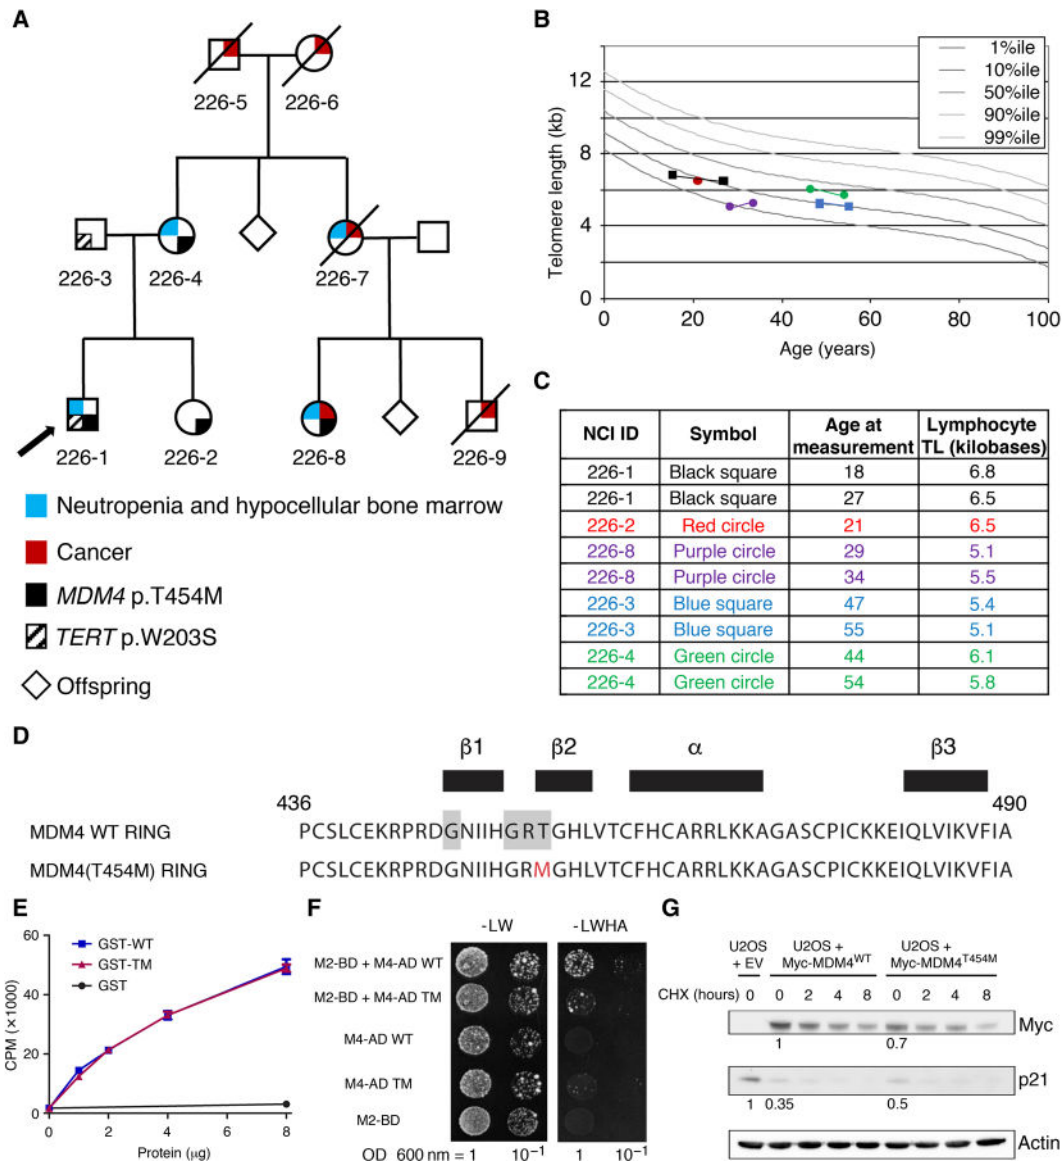 A
226-5
226-6
226-3
226-4
226-7
226-1
226-2
226-8
226-9
Neutropenia and hypocellular bone marrow
Cancer
MDM4 p.T454M
TERT p.W203S
Offspring
B
Telomere length (kb)
12
8
4
0
0 20 40 60 80 100
Age (years)
1%ile
10%ile
50%ile
90%ile
99%ile
C
NCI ID Symbol Age at measurement Lymphocyte TL (kilobases)
226-1 Black square 18 6.8
226-1 Black square 27 6.5
226-2 Red circle 21 6.5
226-8 Purple circle 29 5.1
226-8 Purple circle 34 5.5
226-3 Blue square 47 5.4
226-3 Blue square 55 5.1
226-4 Green circle 44 6.1
226-4 Green circle 54 5.8
D
β1 β2 α β3
436 490
MDM4 WT RING PCSLCEKRPRDGNIIHGRTGHLVTCFHCARRLKKAGASCPICKKEIQLVIKVFIA
MDM4(T454M) RING PCSLCEKRPRDGNIIHGRMGHLVTCFHCARRLKKAGASCPICKKEIQLVIKVFIA
E
CPM (×1000)
60
40
20
0
0 2 4 6 8
Protein (μg)
GST-WT
GST-TM
GST
F
-LW -LWHA
M2-BD + M4-AD WT
M2-BD + M4-AD TM
M4-AD WT
M4-AD TM
M2-BD
OD 600 nm = 1 10⁻¹ 1 10⁻¹
G
U2OS + EV
U2OS + Myc-MDM4ᵂᵀ
U2OS + Myc-MDM4ᵀ⁴⁵⁴ᴹ
CHX (hours) 0 0 2 4 8 0 2 4 8
Myc
1 0.7
p21
1 0.35 0.5
Actin